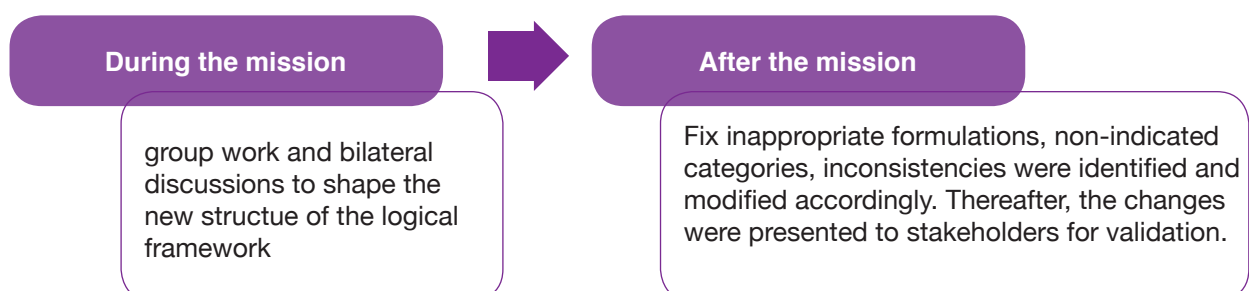 During the mission
group work and bilateral
discussions to shape the
new structue of the logical
framework
After the mission
Fix inappropriate formulations, non-indicated
categories, inconsistencies were identified and
modified accordingly. Thereafter, the changes
were presented to stakeholders for validation.